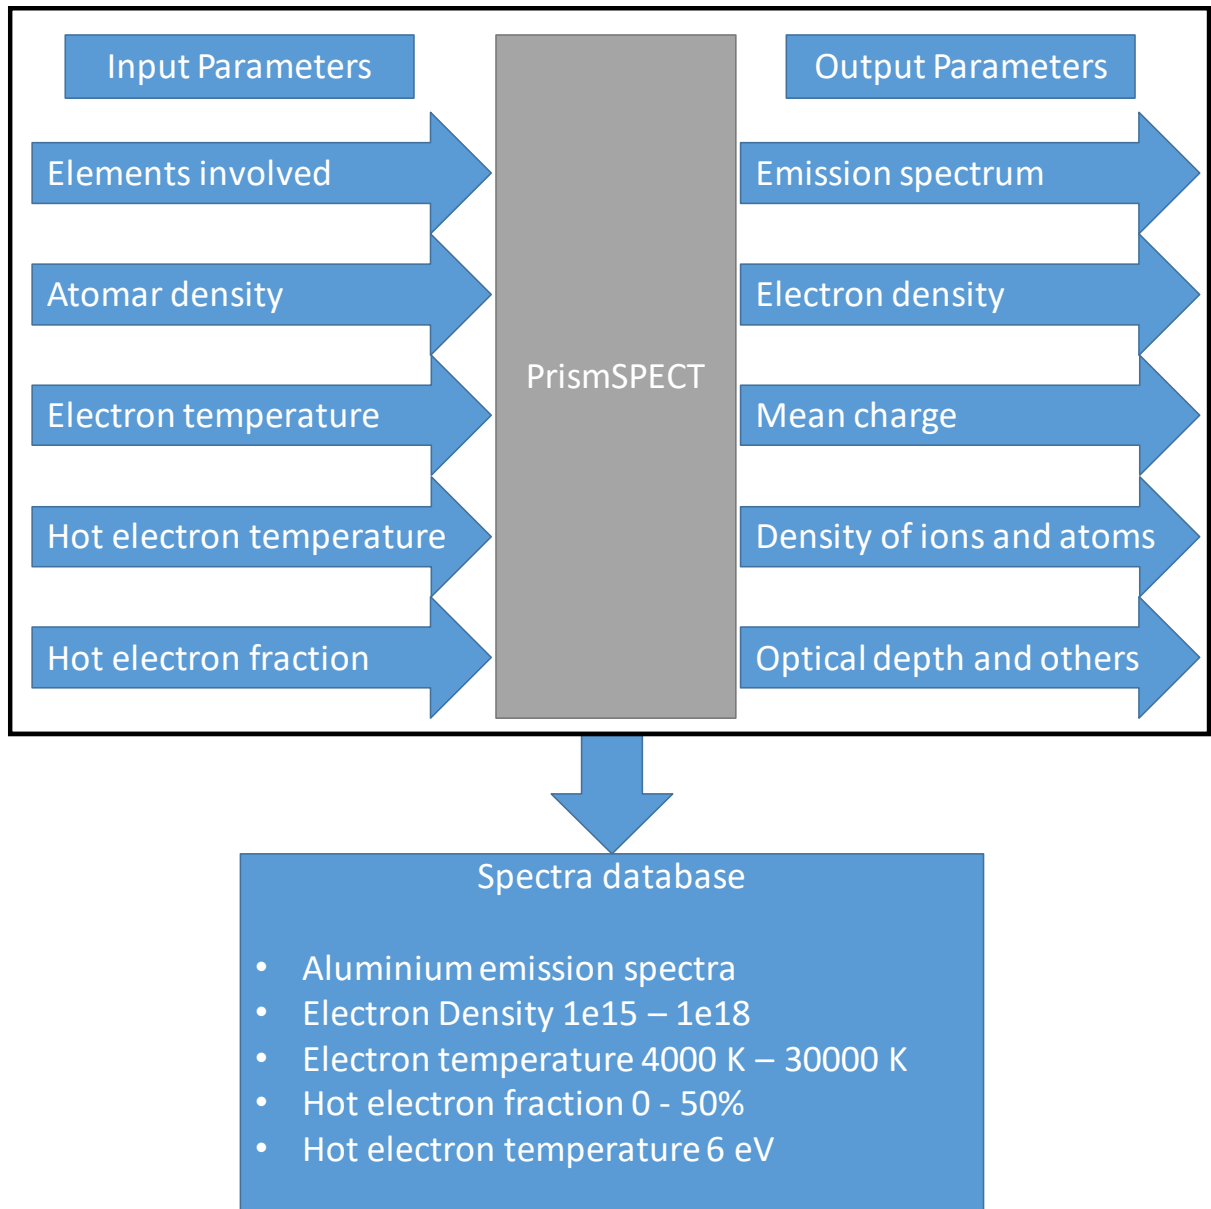 Input Parameters
Output Parameters
Elements involved
Atomar density
Electron temperature
Hot electron temperature
Hot electron fraction
PrismSPECT
Emission spectrum
Electron density
Mean charge
Density of ions and atoms
Optical depth and others
Spectra database
• Aluminium emission spectra
• Electron Density 1e15 – 1e18
• Electron temperature 4000 K – 30000 K
• Hot electron fraction 0 - 50%
• Hot electron temperature 6 eV